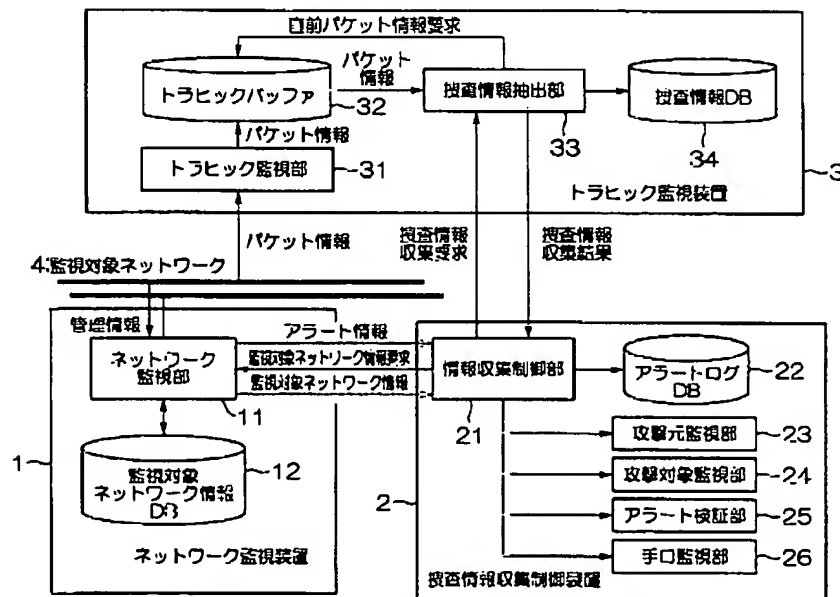 直前パケット情報要求
パケット
情報
トラヒックバッファ
32
捜査情報抽出部
33
捜査情報DB
34
パケット情報
トラヒック監視部
31
トラヒック監視装置
3
パケット情報
捜査情報
収集要求
捜査情報
収集結果
4:監視対象ネットワーク
管理情報
アラート情報
監視対象ネットワーク情報要求
監視対象ネットワーク情報
ネットワーク
監視部
11
監視対象
ネットワーク情報
DB
12
1
ネットワーク監視装置
情報収集制御部
21
アラートログ
DB
22
攻撃元監視部
23
攻撃対象監視部
24
アラート検証部
25
手口監視部
26
2
捜査情報収集制御装置